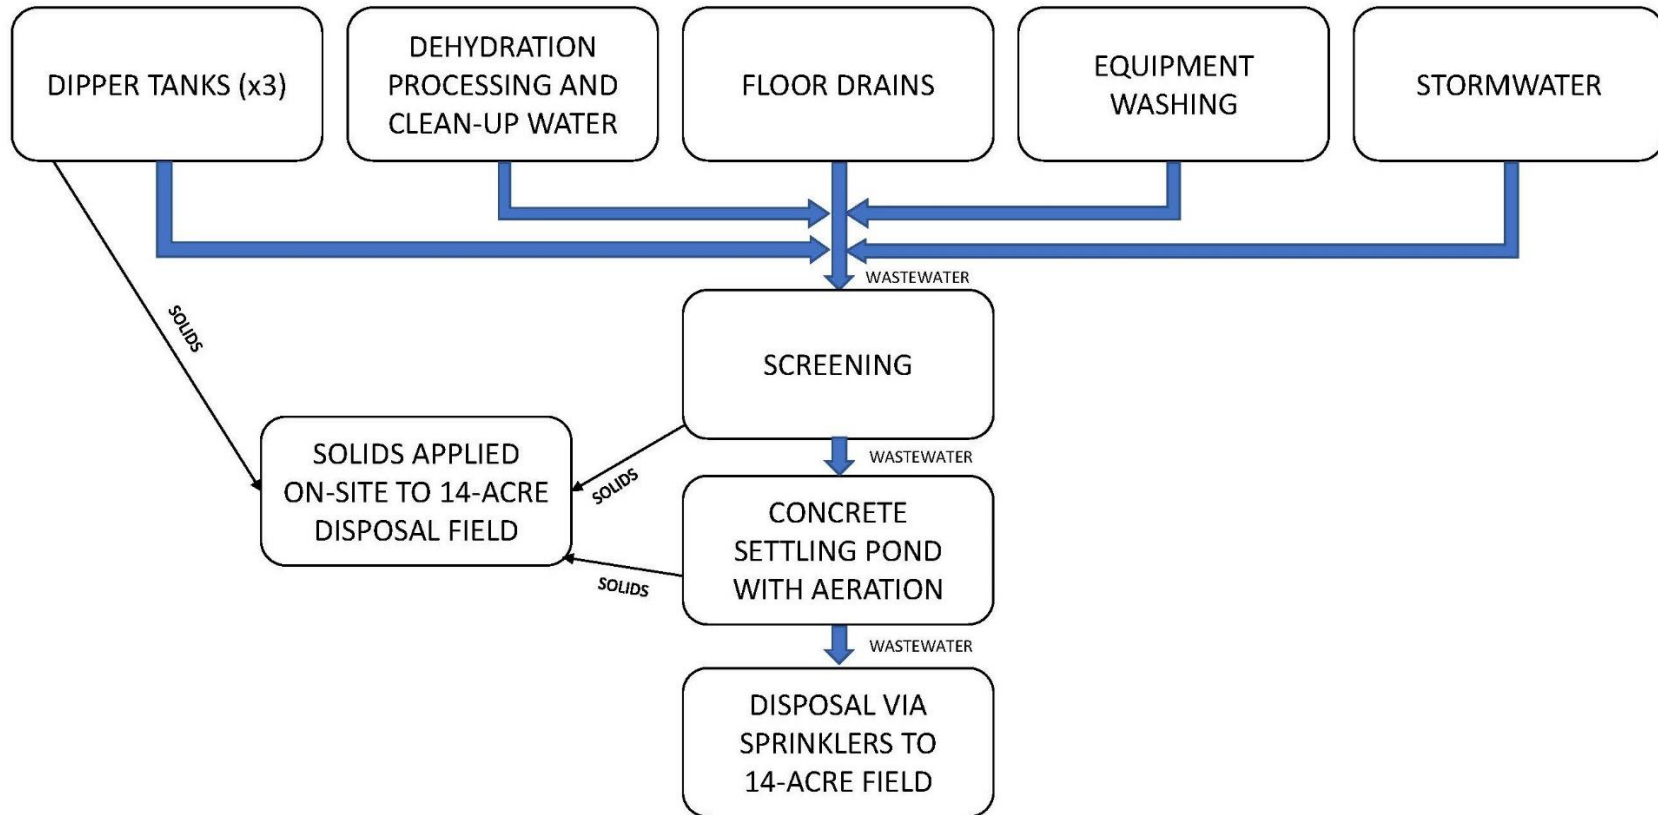 DIPPER TANKS (x3)
DEHYDRATION
PROCESSING AND
CLEAN-UP WATER
FLOOR DRAINS
EQUIPMENT
WASHING
STORMWATER
WASTEWATER
SOLIDS
SCREENING
WASTEWATER
SOLIDS
SOLIDS APPLIED
ON-SITE TO 14-ACRE
DISPOSAL FIELD
CONCRETE
SETTLING POND
WITH AERATION
SOLIDS
WASTEWATER
DISPOSAL VIA
SPRINKLERS TO
14-ACRE FIELD